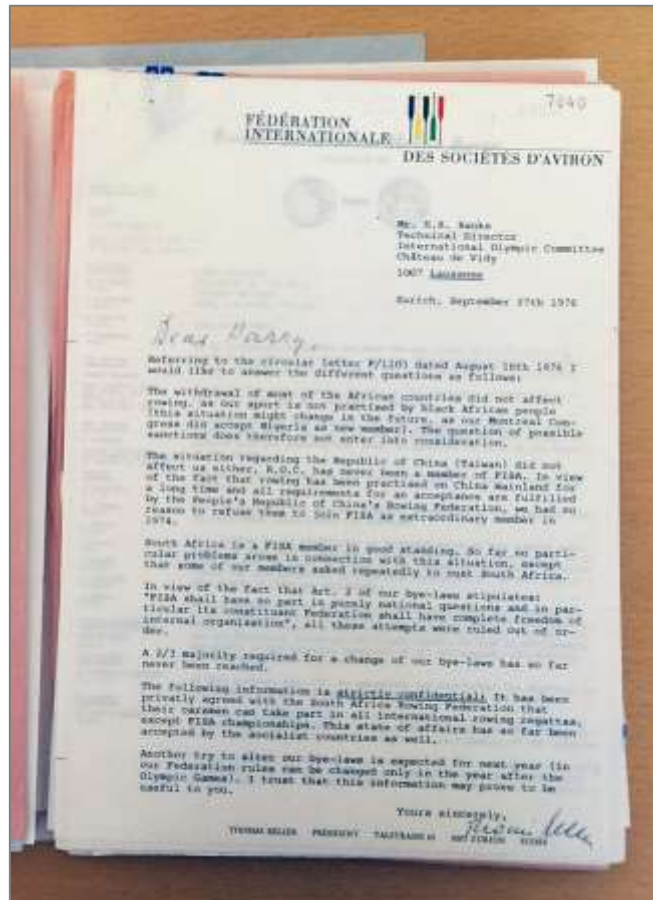 7640
FÉDÉRATION
INTERNATIONALE
DES SOCIÉTÉS D'AVIRON
Mr. Banks
Technical Director
International Olympic Committee
Château de Vidy
1007 Lausanne
Zurich, September 27th 1976
Dear Harry,
Referring to the circular letter dated August 1976 I
would like to answer the different questions as follows:
The withdrawal of most of the African countries did not affect
rowing, as our sport is not practised by black African people
(this situation might change in the future, as our Montreal Con-
gress did accept Nigeria as new member). The question of possible
sanctions does therefore not enter into consideration.
The situation regarding the Republic of China (Taiwan) did not
affect us either. R.O.C. has never been a member of FISA. In view
of the fact that rowing has been practised on China Mainland for
a long time and all requirements for an acceptance are fulfilled
by the People's Republic of China's Rowing Federation, we had no
reason to refuse them to join FISA as extraordinary member in
1974.
South Africa is a FISA member in good standing. So far no parti-
cular problems arose in connection with this situation, except
that some of our members asked repeatedly to oust South Africa.
In view of the fact that Art. 3 of our bye-laws stipulates:
"FISA shall have no part in purely national questions and in par-
ticular its constituent Federation shall have complete freedom of
internal organisation", all these attempts were ruled out of or-
der.
A 2/3 majority required for a change of our bye-laws has so far
never been reached.
The following information is strictly confidential: It has been
privately agreed with the South Africa Rowing Federation that
their oarsmen can take part in all international rowing regattas,
except FISA championships. This state of affairs has so far been
accepted by the socialist countries as well.
Another try to alter our bye-laws is expected for next year (in
our Federation rules can be changed only in the year after the
Olympic Games). I trust that this information may prove to be
useful to you.
Yours sincerely,
THOMAS KELLER PRÉSIDENT ZÜRICH